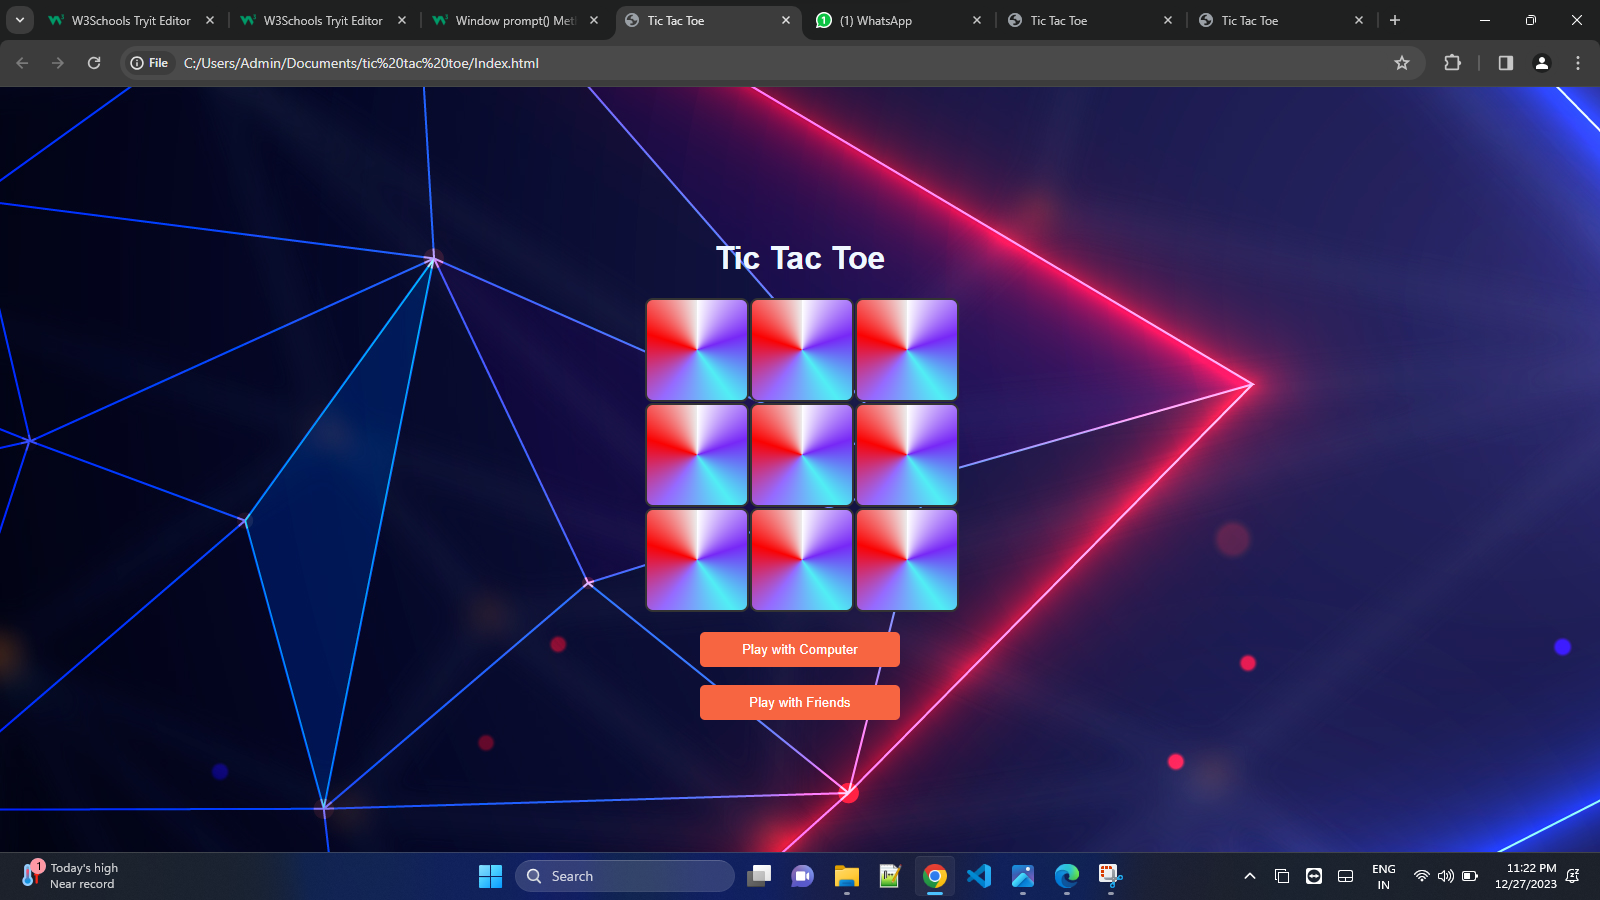 W3Schools Tryit Editor
W3Schools Tryit Editor
Window prompt() Met
Tic Tac Toe
(1) WhatsApp
Tic Tac Toe
Tic Tac Toe
File
C:/Users/Admin/Documents/tic%20tac%20toe/Index.html
Tic Tac Toe
Play with Computer
Play with Friends
1
Today's high
Near record
Search
ENG
IN
11:22 PM
12/27/2023